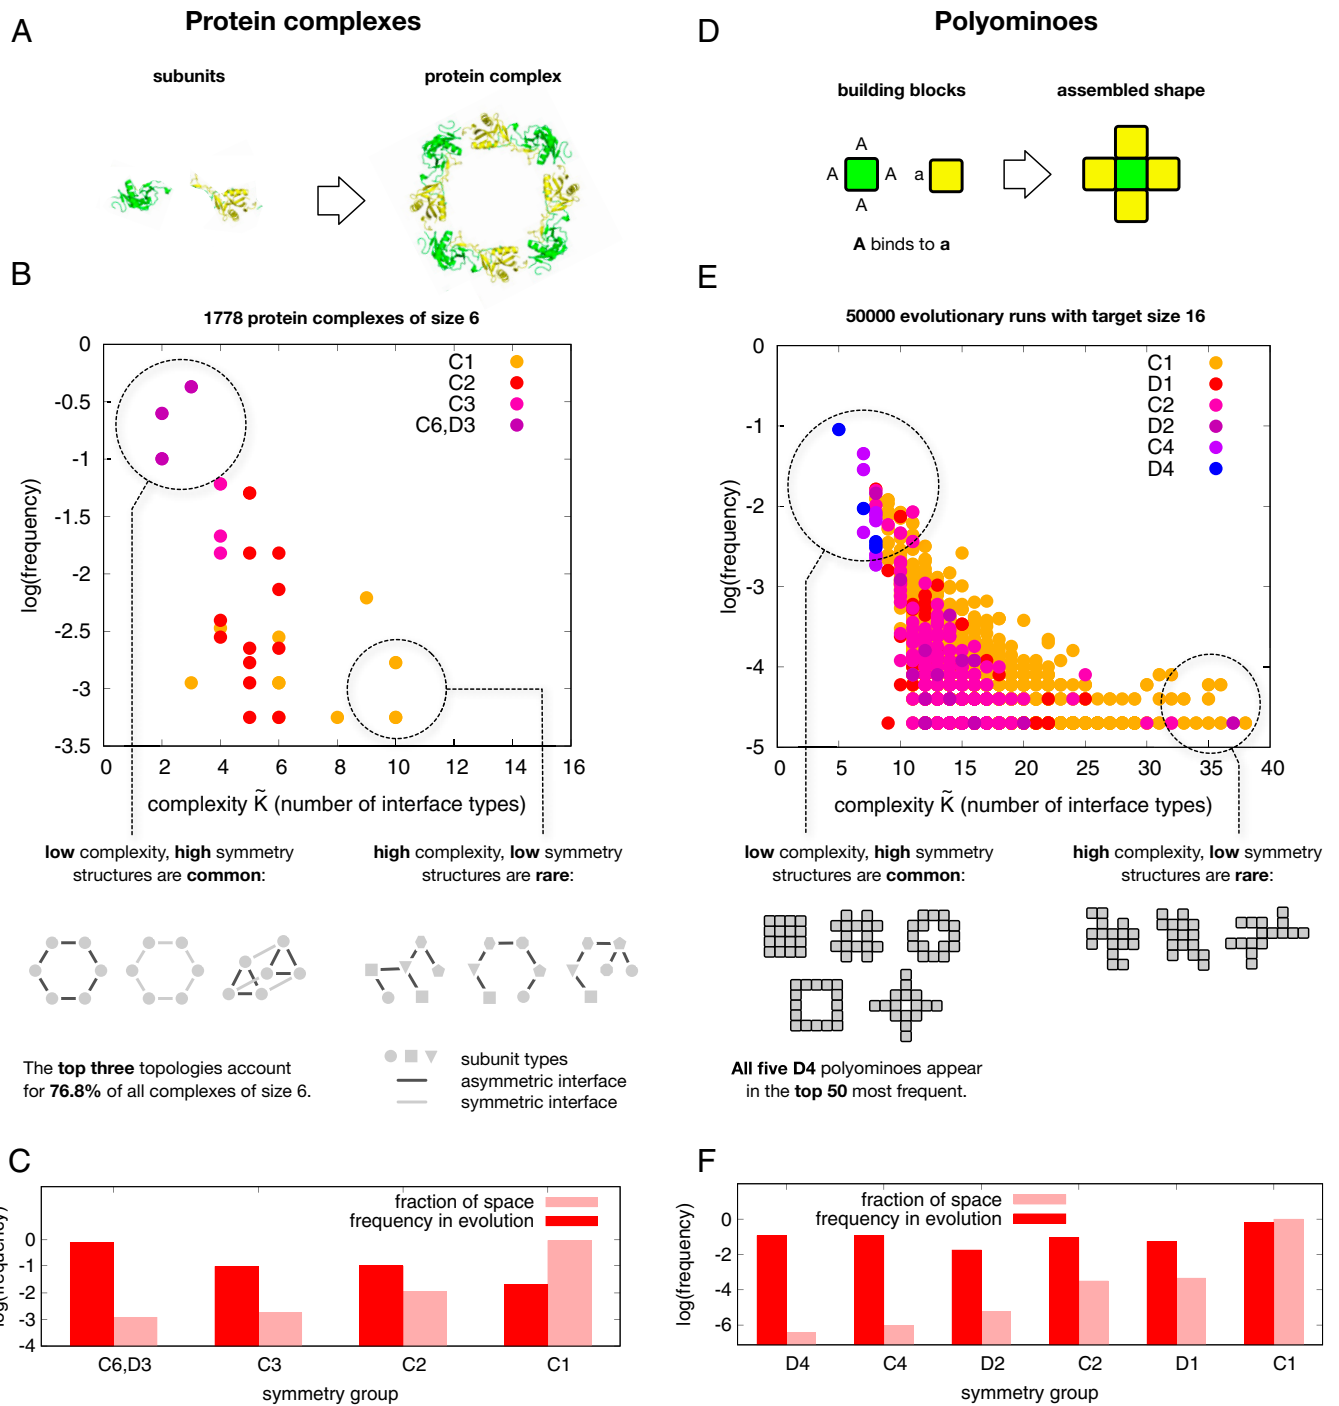 A
Protein complexes
subunits
protein complex
B
1778 protein complexes of size 6
0
-0.5
-1
-1.5
-2
-2.5
-3
-3.5
log(frequency)
C1
C2
C3
C6,D3
0 2 4 6 8 10 12 14 16
complexity K̃ (number of interface types)
low complexity, high symmetry
structures are common:
high complexity, low symmetry
structures are rare:
The top three topologies account
for 76.8% of all complexes of size 6.
subunit types
asymmetric interface
symmetric interface
C
fraction of space
frequency in evolution
0
-1
-2
-3
-4
log(frequency)
C6,D3 C3 C2 C1
symmetry group
D
Polyominoes
building blocks
assembled shape
A
A A a
A
A binds to a
E
50000 evolutionary runs with target size 16
0
-1
-2
-3
-4
-5
log(frequency)
C1
D1
C2
D2
C4
D4
0 5 10 15 20 25 30 35 40
complexity K̃ (number of interface types)
low complexity, high symmetry
structures are common:
high complexity, low symmetry
structures are rare:
All five D4 polyominoes appear
in the top 50 most frequent.
F
fraction of space
frequency in evolution
0
-2
-4
-6
log(frequency)
D4 C4 D2 C2 D1 C1
symmetry group